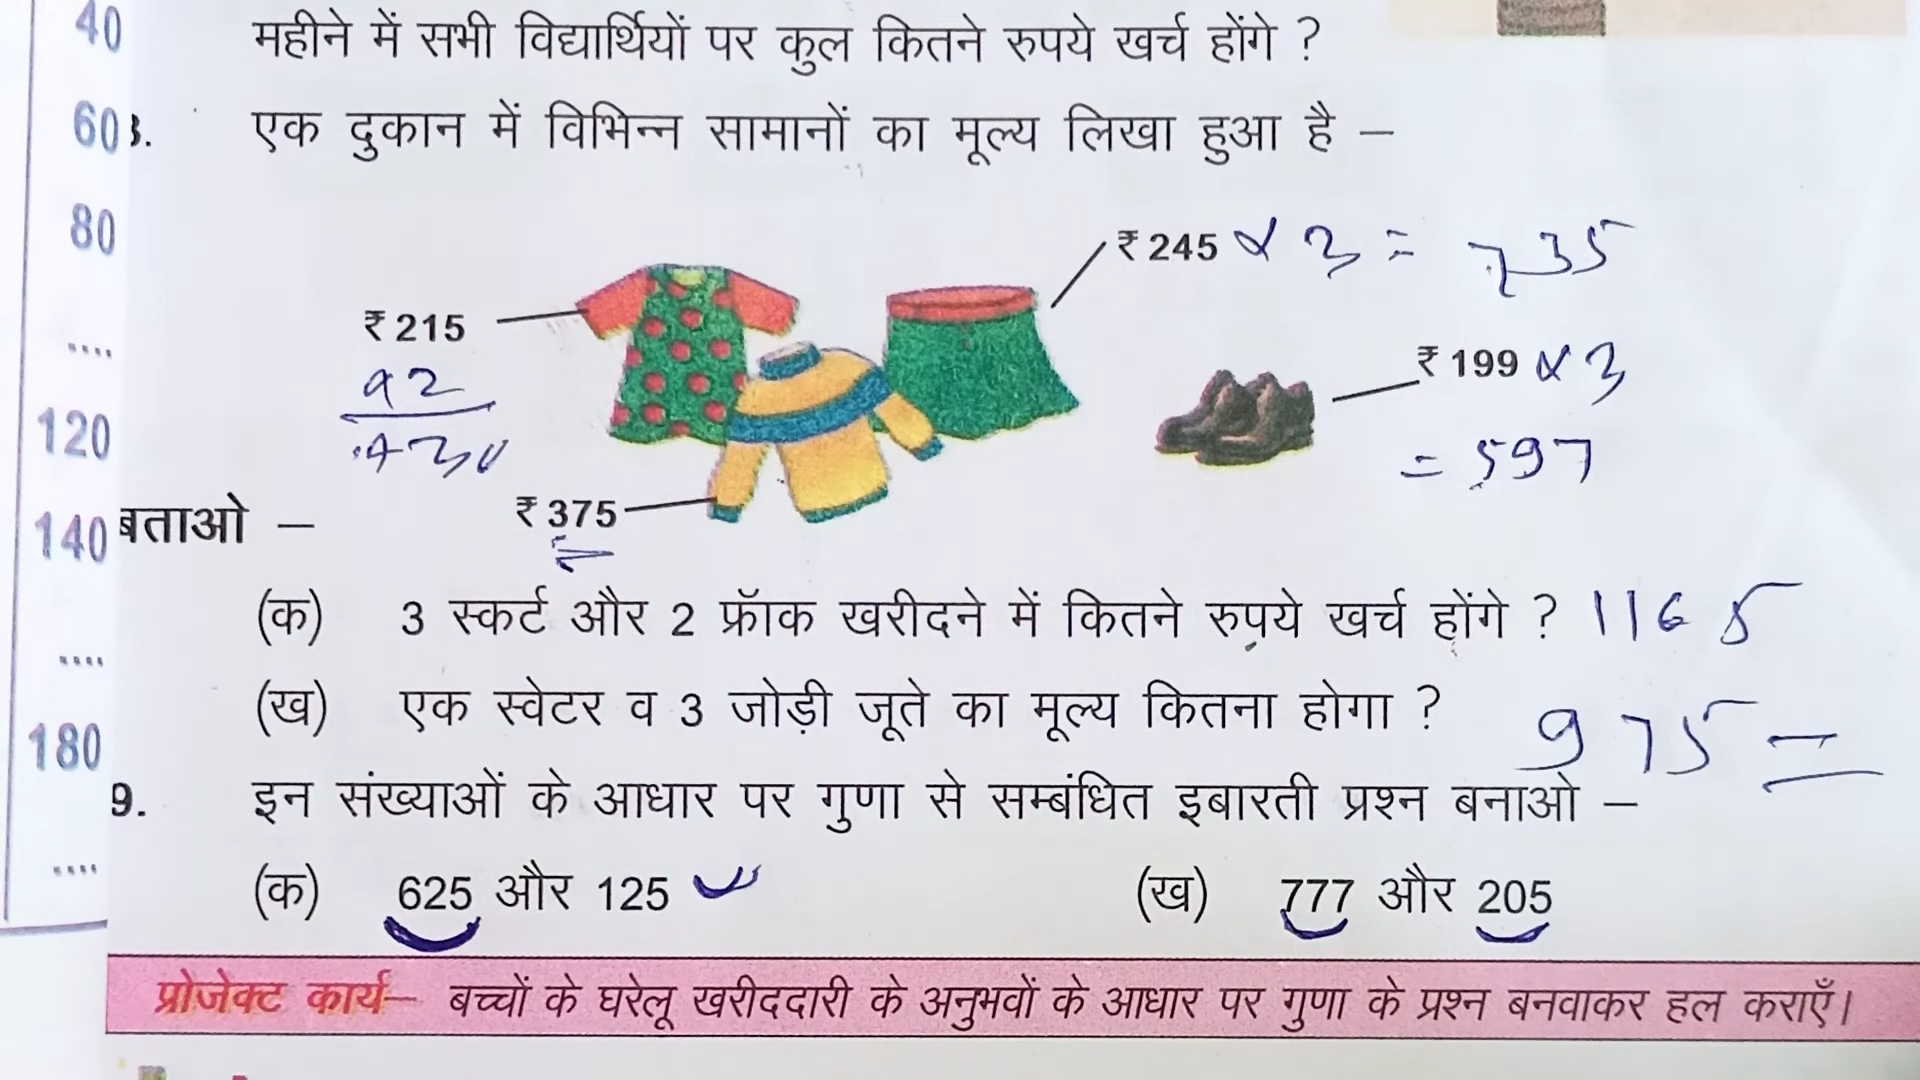 40 महीने में सभी विद्यार्थियों पर कुल कितने रुपये खर्च होंगे ?
60 एक दुकान में विभिन्न सामानों का मूल्य लिखा हुआ है –
80
₹ 245 × 3 = 735
₹ 215
....
₹ 199 × 3
× 2
120
430
= 597
₹ 375
140 बताओ –
(क) 3 स्कर्ट और 2 फ्रॉक खरीदने में कितने रुपये खर्च होंगे ? 1165
....
(ख) एक स्वेटर व 3 जोड़ी जूते का मूल्य कितना होगा ? 975 =
180
9. इन संख्याओं के आधार पर गुणा से सम्बंधित इबारती प्रश्न बनाओ –
....
(क) 625 और 125 (ख) 777 और 205
प्रोजेक्ट कार्य– बच्चों के घरेलू खरीददारी के अनुभवों के आधार पर गुणा के प्रश्न बनवाकर हल कराएँ।